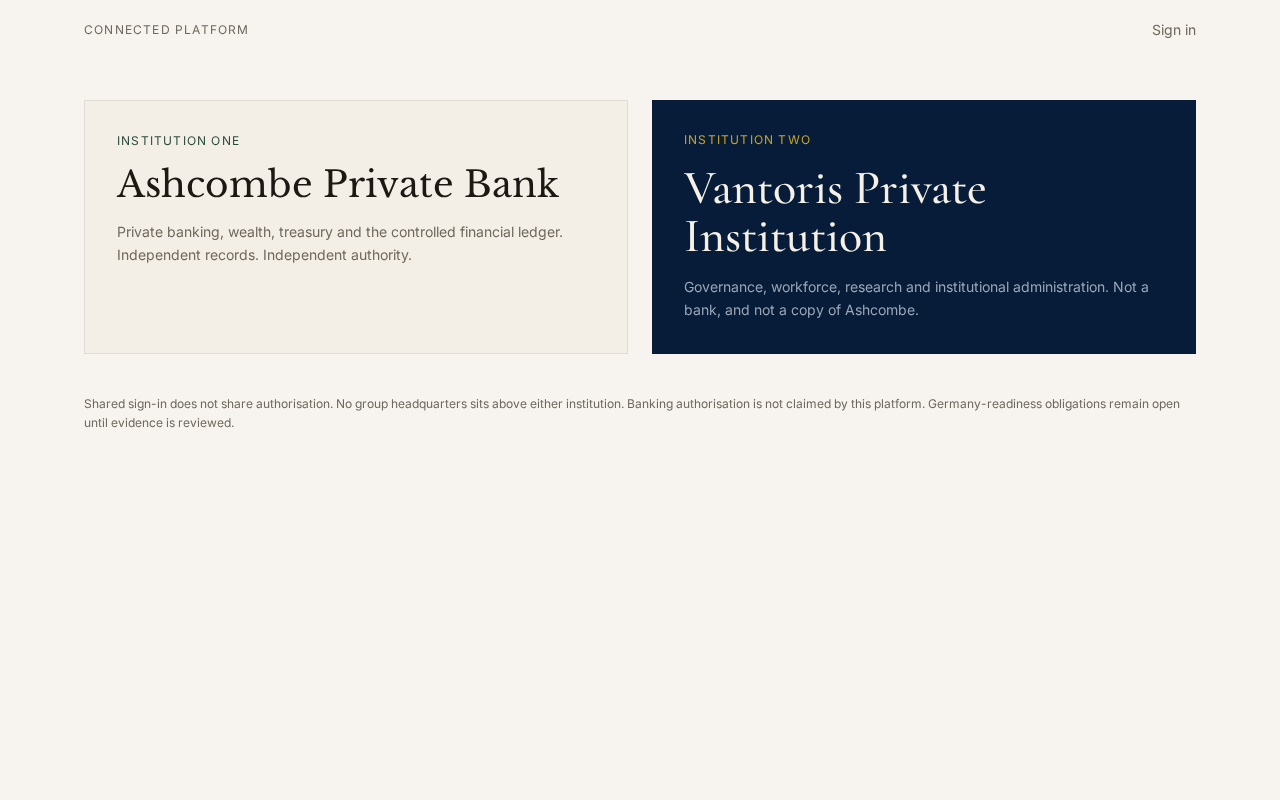 CONNECTED PLATFORM
Sign in
INSTITUTION ONE
Ashcombe Private Bank
Private banking, wealth, treasury and the controlled financial ledger.
Independent records. Independent authority.
INSTITUTION TWO
Vantoris Private
Institution
Governance, workforce, research and institutional administration. Not a
bank, and not a copy of Ashcombe.
Shared sign-in does not share authorisation. No group headquarters sits above either institution. Banking authorisation is not claimed by this platform. Germany-readiness obligations remain open
until evidence is reviewed.